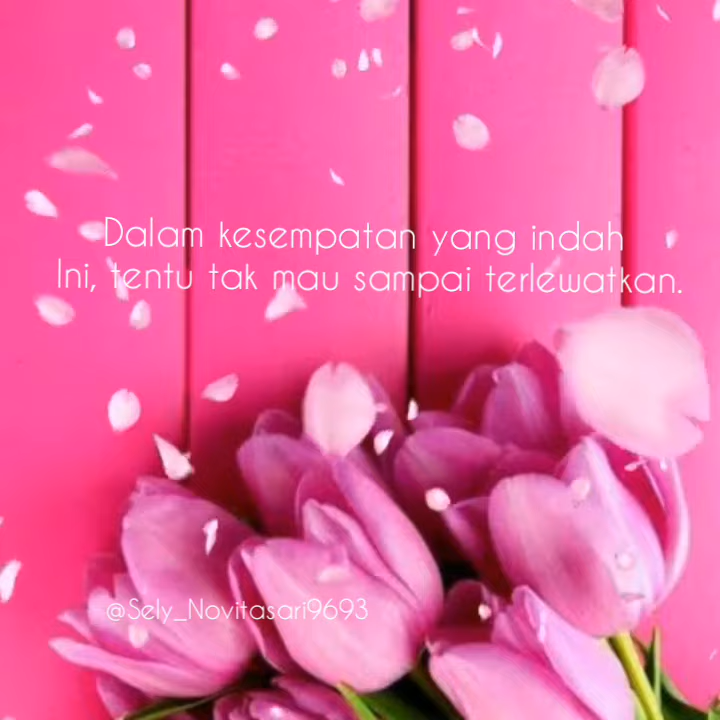 Dalam kesempatan yang indah
Ini, tentu tak mau sampai terlewatkan.
@Sely_Novitasari9693